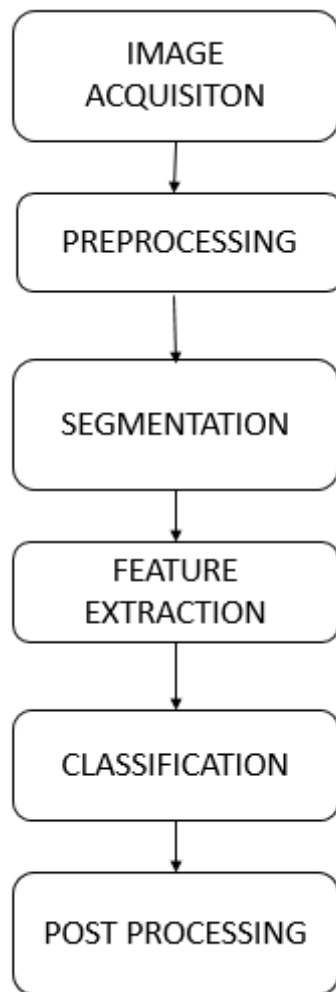 IMAGE
ACQUISITON
PREPROCESSING
SEGMENTATION
FEATURE
EXTRACTION
CLASSIFICATION
POST PROCESSING